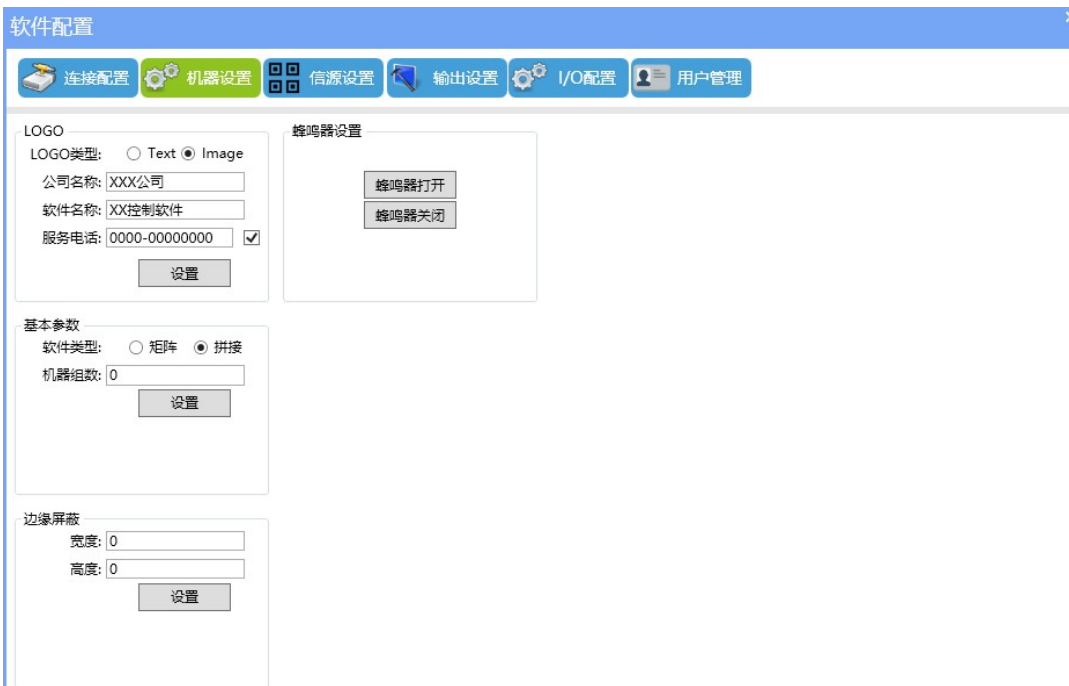 软件配置
连接配置 机器设置 信源设置 输出设置 I/O配置 用户管理
LOGO
LOGO类型: Text Image
公司名称: XXX公司
软件名称: XX控制软件
服务电话: 0000-00000000
设置
蜂鸣器设置
蜂鸣器打开
蜂鸣器关闭
基本参数
软件类型: 矩阵 拼接
机器组数: 0
设置
边缘屏蔽
宽度: 0
高度: 0
设置